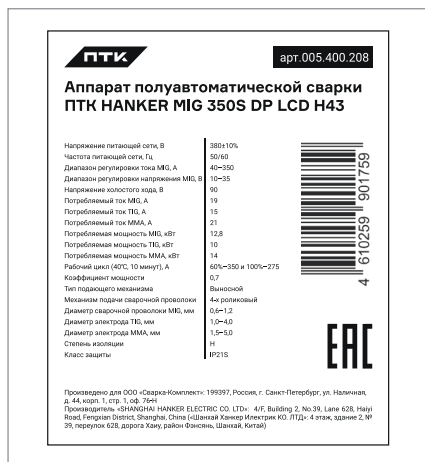 ПТК
арт.005.400.208
Аппарат полуавтоматической сварки
ПТК HANKER MIG 350S DP LCD H43
Напряжение питающей сети, В 380±10%
Частота питающей сети, Гц 50/60
Диапазон регулировки тока MIG, А 40–350
Диапазон регулировки напряжения MIG, В 10–35
Напряжение холостого хода, В 90
Потребляемый ток MIG, А 19
Потребляемый ток TIG, А 15
Потребляемый ток MMA, А 21
Потребляемая мощность MIG, кВт 12,8
Потребляемая мощность TIG, кВт 10
Потребляемая мощность MMA, кВт 14
Рабочий цикл (40°С, 10 минут), А 60%–350 и 100%–275
Коэффициент мощности 0,7
Тип подающего механизма Выносной
Механизм подачи сварочной проволоки 4-х роликовый
Диаметр сварочной проволоки MIG, мм 0,6–1,2
Диаметр электрода TIG, мм 1,0–4,0
Диаметр электрода MMA, мм 1,5–5,0
Степень изоляции H
Класс защиты IP21S
4 610259 901759
EAC
Произведено для ООО «Сварка-Комплект»: 199397, Россия, г. Санкт-Петербург, ул. Наличная,
д. 44, корп. 1, стр. 1, оф. 76-Н
Производитель «SHANGHAI HANKER ELECTRIC CO. LTD»: 4/F, Building 2, No.39, Lane 628, Haiyi
Road, Fengxian District, Shanghai, China («Шанхай Ханкер Илектрик КО. ЛТД»: 4 этаж, здание 2, №
39, переулок 628, дорога Хаиу, район Фэнсянь, Шанхай, Китай)